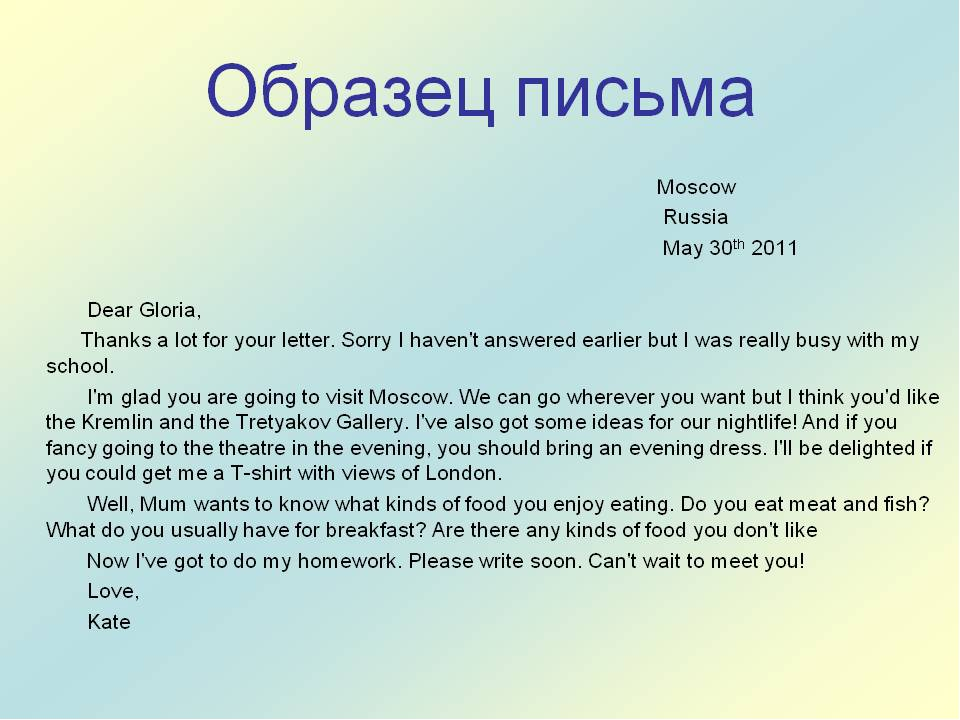 Образец письма
Moscow
Russia
May 30th 2011
Dear Gloria,
Thanks a lot for your letter. Sorry I haven't answered earlier but I was really busy with my
school.
I'm glad you are going to visit Moscow. We can go wherever you want but I think you'd like
the Kremlin and the Tretyakov Gallery. I've also got some ideas for our nightlife! And if you
fancy going to the theatre in the evening, you should bring an evening dress. I'll be delighted if
you could get me a T-shirt with views of London.
Well, Mum wants to know what kinds of food you enjoy eating. Do you eat meat and fish?
What do you usually have for breakfast? Are there any kinds of food you don't like
Now I've got to do my homework. Please write soon. Can't wait to meet you!
Love,
Kate